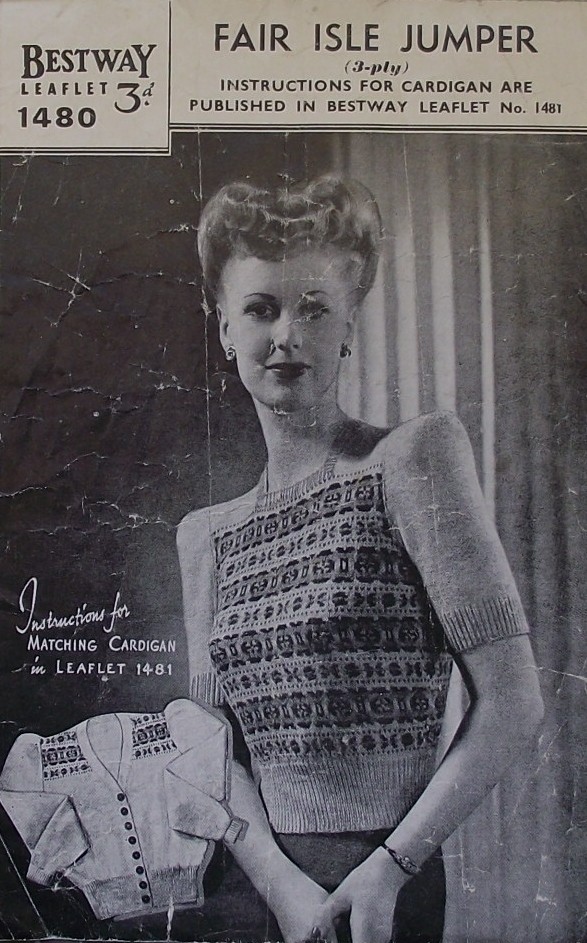 BESTWAY
LEAFLET 3d.
1480
FAIR ISLE JUMPER
(3-ply)
INSTRUCTIONS FOR CARDIGAN ARE
PUBLISHED IN BESTWAY LEAFLET No. 1481
Instructions for
MATCHING CARDIGAN
in LEAFLET 1481